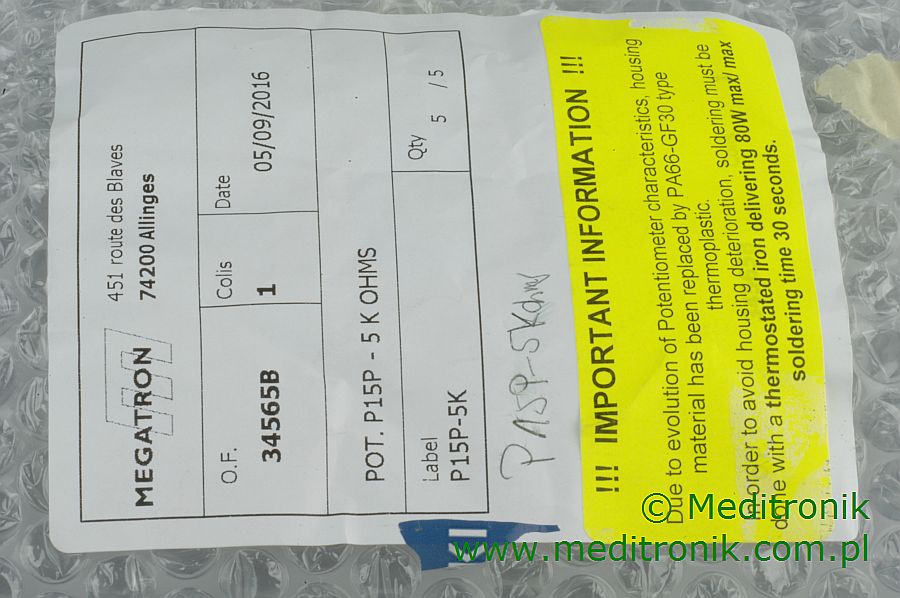 MEGATRON
451 route des Blaves
74200 Allinges
O.F.
34565B
Colis
1
Date
05/09/2016
POT. P15P - 5 K OHMS
Label
P15P-5K
Qty
5 / 5
P15P-5Kohms
!!! IMPORTANT INFORMATION !!!
Due to evolution of Potentiometer characteristics, housing
material has been replaced by PA66-GF30 type
thermoplastic.
In order to avoid housing deterioration, soldering must be
done with a thermostated iron delivering 80W max/ max
soldering time 30 seconds.
© Meditronik
www.meditronik.com.pl